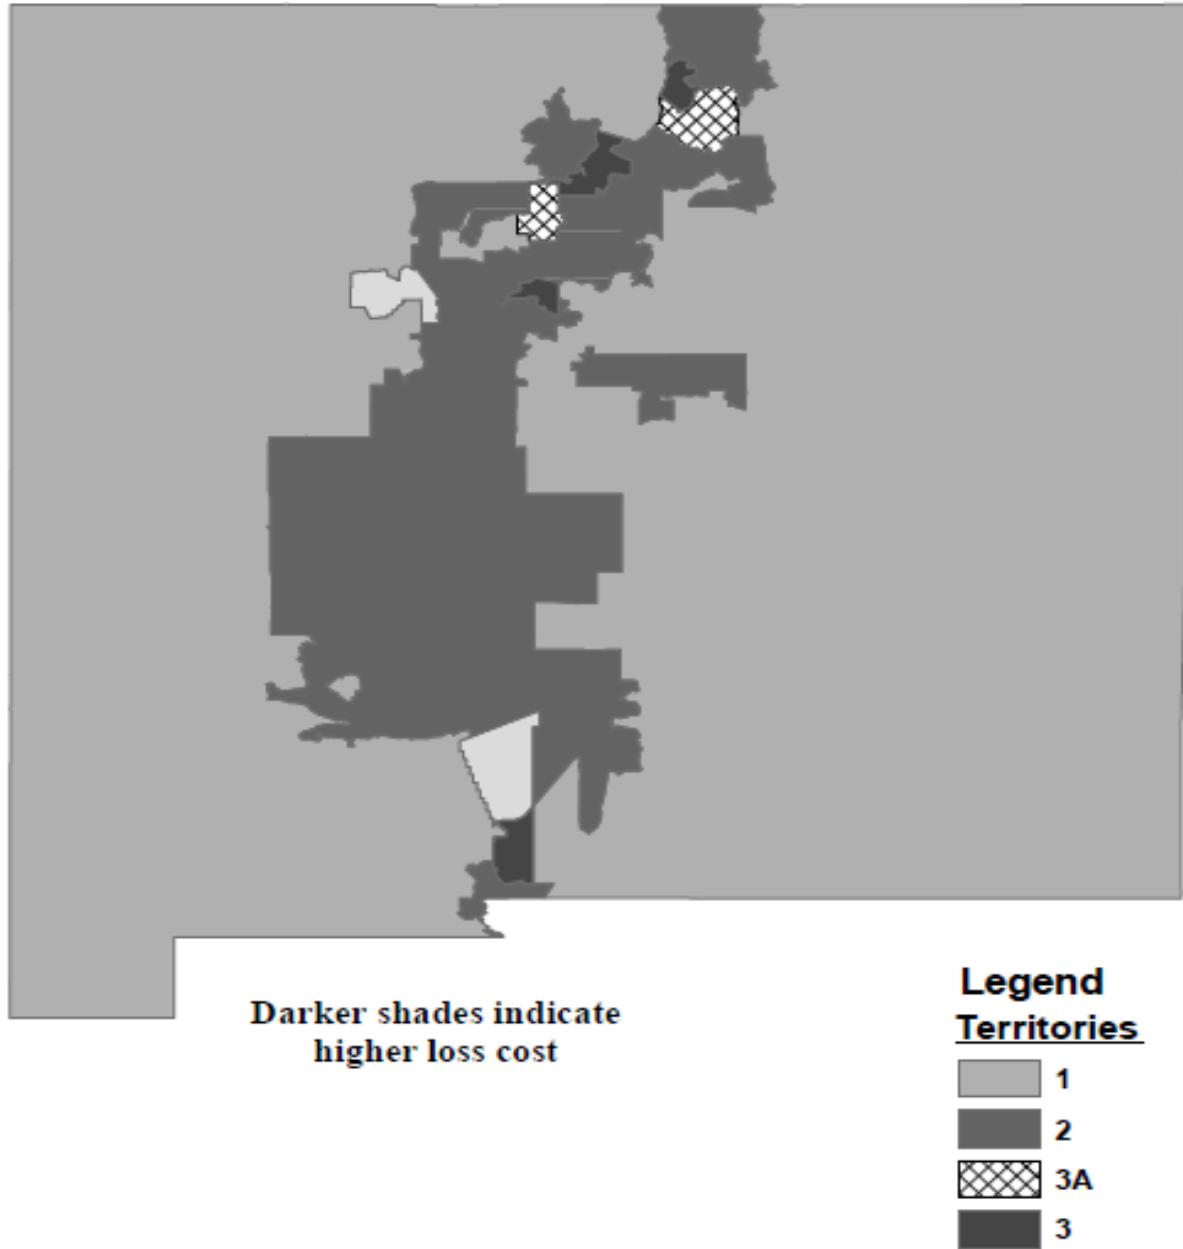 Darker shades indicate
higher loss cost
Legend
Territories
1
2
3A
3